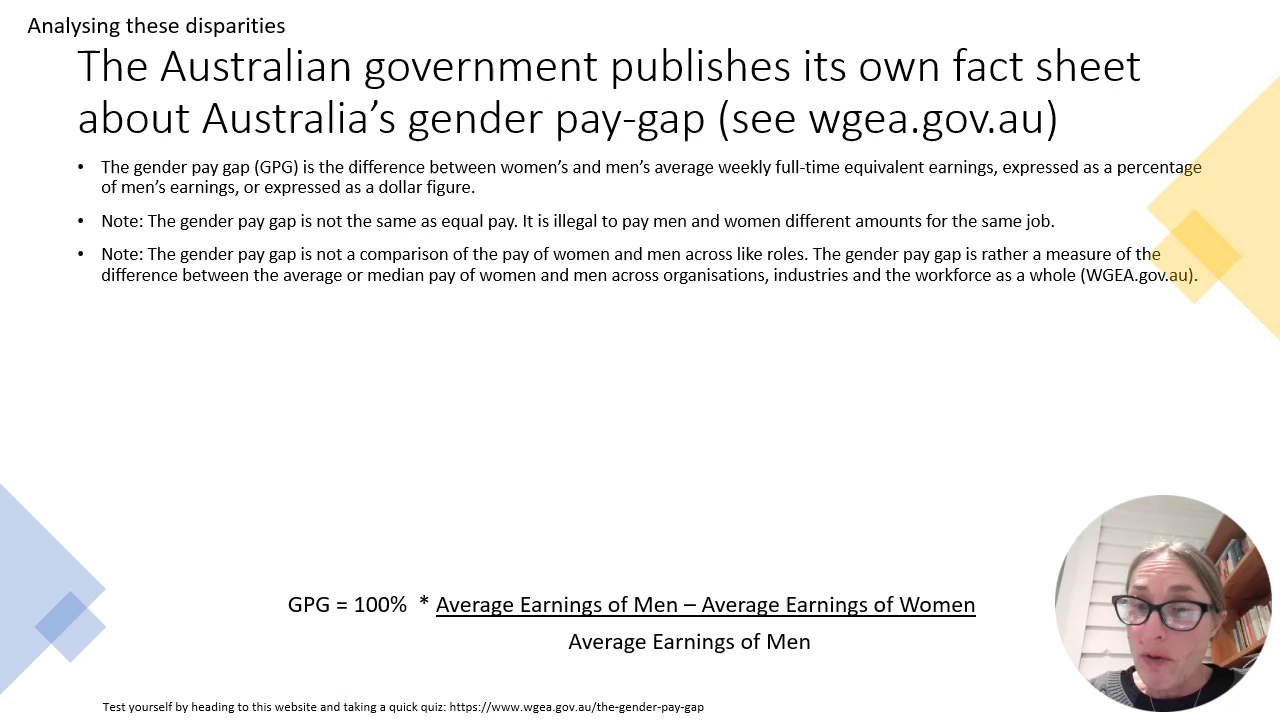 Analysing these disparities
The Australian government publishes its own fact sheet
about Australia’s gender pay-gap (see wgea.gov.au)
• The gender pay gap (GPG) is the difference between women’s and men’s average weekly full-time equivalent earnings, expressed as a percentage
of men’s earnings, or expressed as a dollar figure.
• Note: The gender pay gap is not the same as equal pay. It is illegal to pay men and women different amounts for the same job.
• Note: The gender pay gap is not a comparison of the pay of women and men across like roles. The gender pay gap is rather a measure of the
difference between the average or median pay of women and men across organisations, industries and the workforce as a whole (WGEA.gov.au).
GPG = 100% * Average Earnings of Men – Average Earnings of Women
Average Earnings of Men
Test yourself by heading to this website and taking a quick quiz: https://www.wgea.gov.au/the-gender-pay-gap